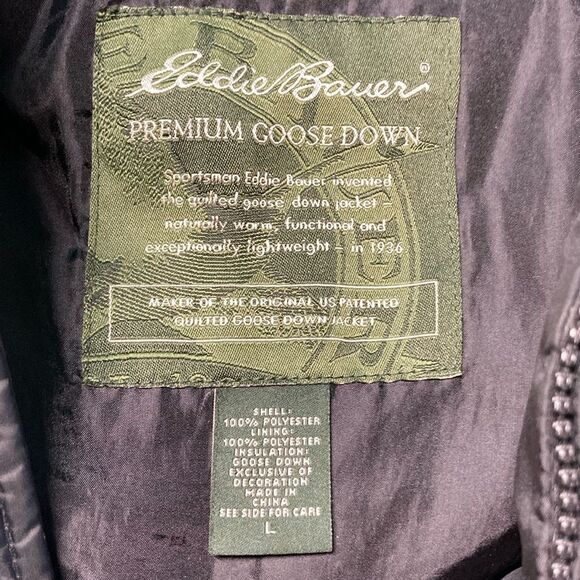 Eddie Bauer®
PREMIUM GOOSE DOWN
Sportsman Eddie Bauer invented
the quilted goose down jacket –
naturally warm, functional and
exceptionally lightweight – in 1936
MAKER OF THE ORIGINAL US PATENTED
QUILTED GOOSE DOWN JACKET
SHELL:
100% POLYESTER
LINING:
100% POLYESTER
INSULATION:
GOOSE DOWN
EXCLUSIVE OF
DECORATION
MADE IN
CHINA
SEE SIDE FOR CARE
L